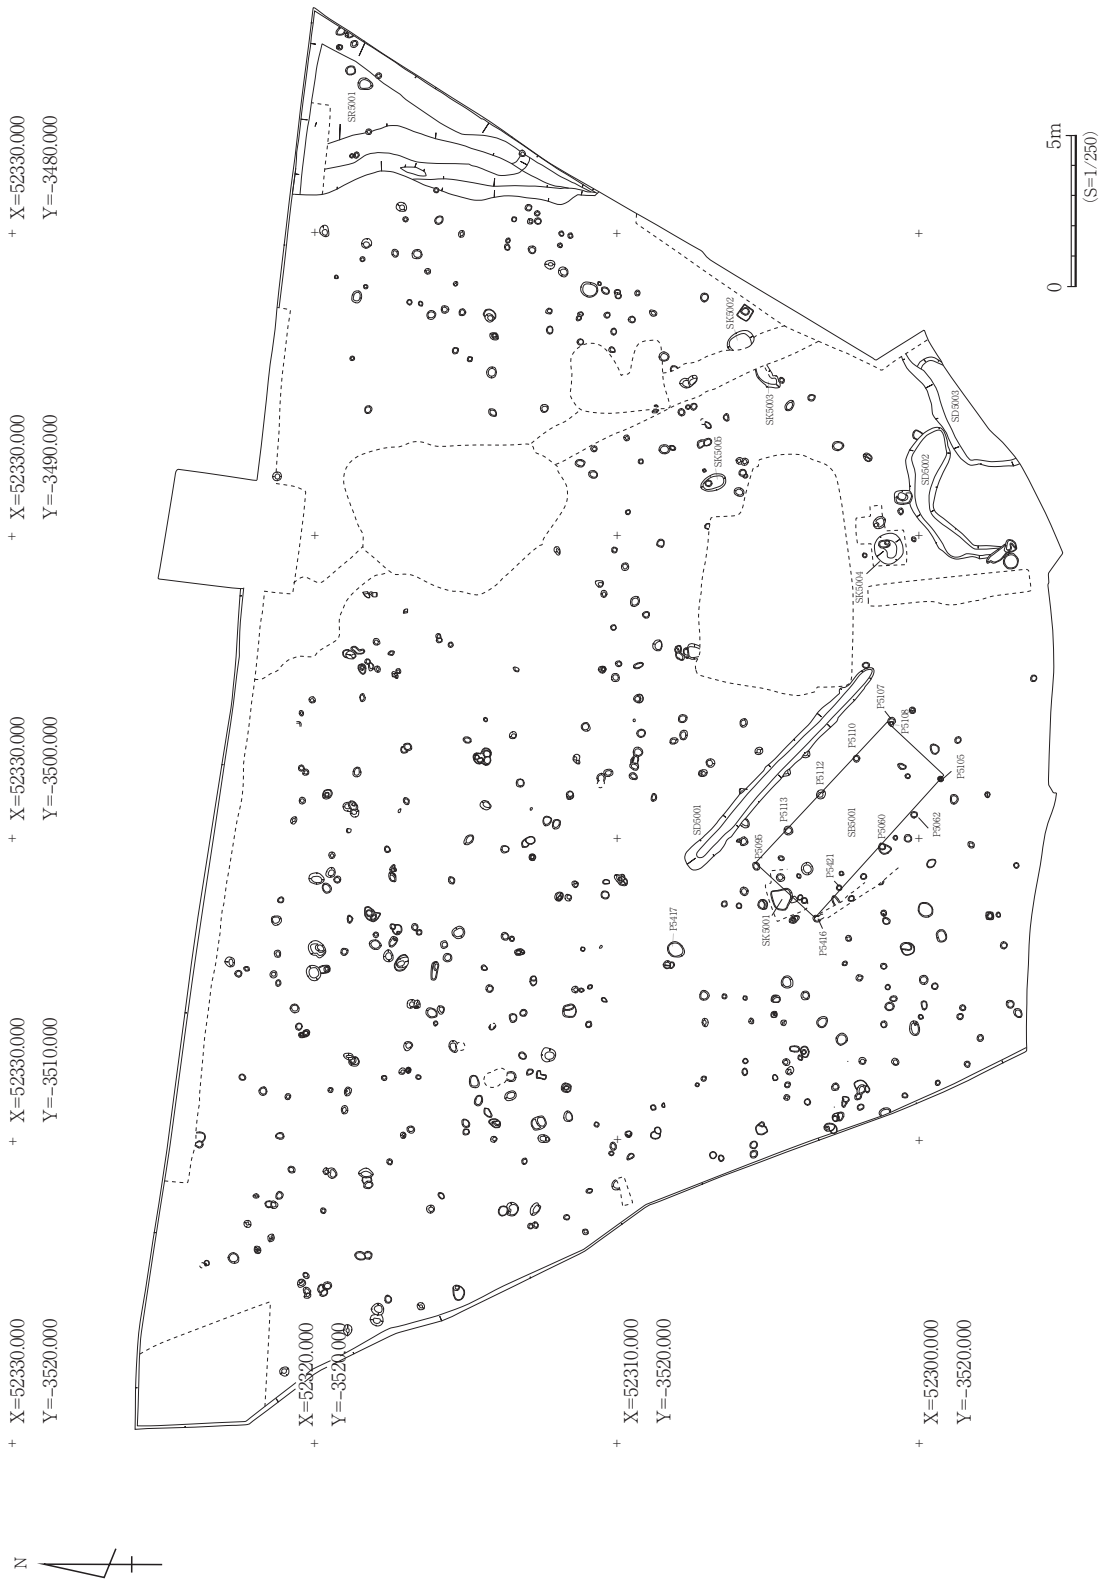 X=52330.000
Y=-3480.000
X=52330.000
Y=-3490.000
X=52330.000
Y=-3500.000
X=52330.000
Y=-3510.000
X=52330.000
Y=-3520.000
X=52320.000
Y=-3520.000
X=52310.000
Y=-3520.000
X=52300.000
Y=-3520.000
N
0
5m
(S=1/250)
SR5001
SK5002
SK5003
SK5005
SD5003
SD5002
SK5004
SD5001
P5107
P5108
P5110
P5112
P5113
P5095
P5105
SB5001
P5060
P5062
P5421
SK5001
P5416
P5417